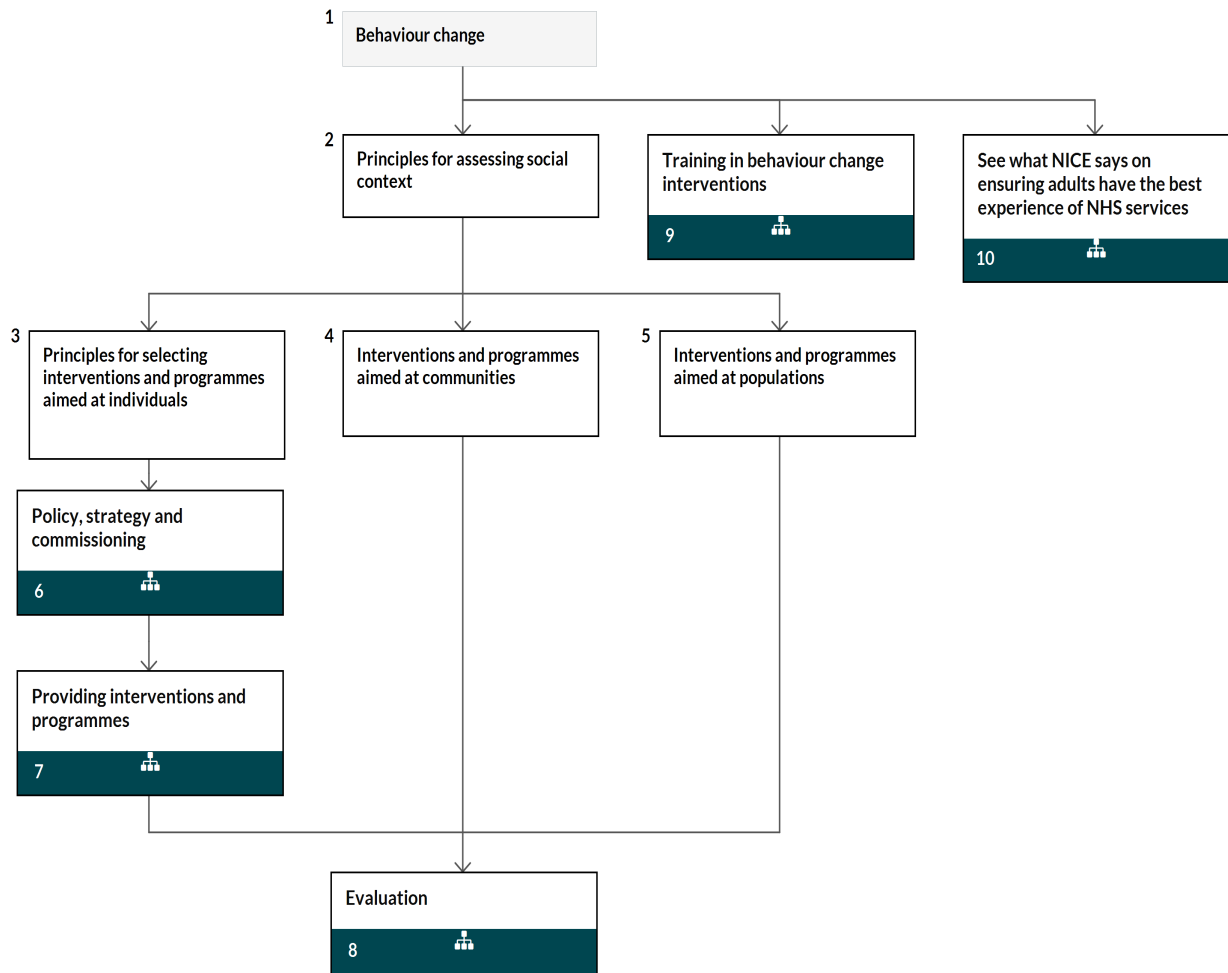 1
Behaviour change
2
Principles for assessing social
context
Training in behaviour change
interventions
9
See what NICE says on
ensuring adults have the best
experience of NHS services
10
3
Principles for selecting
interventions and programmes
aimed at individuals
4
Interventions and programmes
aimed at communities
5
Interventions and programmes
aimed at populations
Policy, strategy and
commissioning
6
Providing interventions and
programmes
7
Evaluation
8